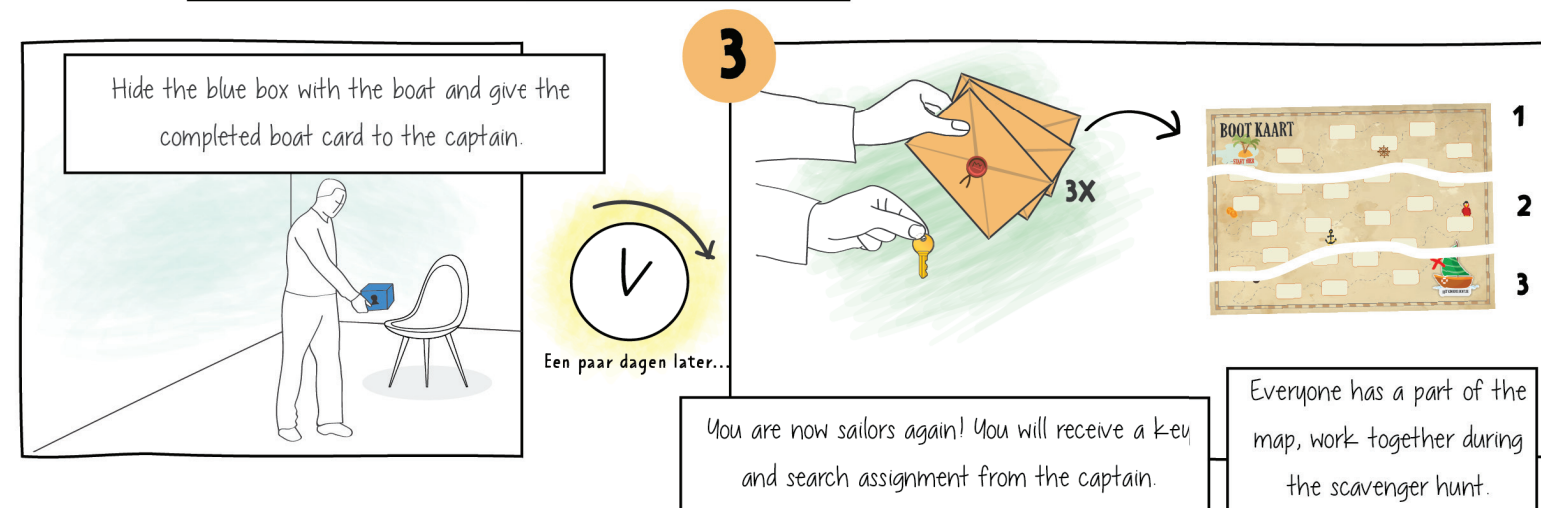 Hide the blue box with the boat and give the
completed boat card to the captain.
Een paar dagen later...
3
3X
BOOT KAART
START HIER
1
2
3
You are now sailors again! You will receive a key
and search assignment from the captain.
Everyone has a part of the
map, work together during
the scavenger hunt.